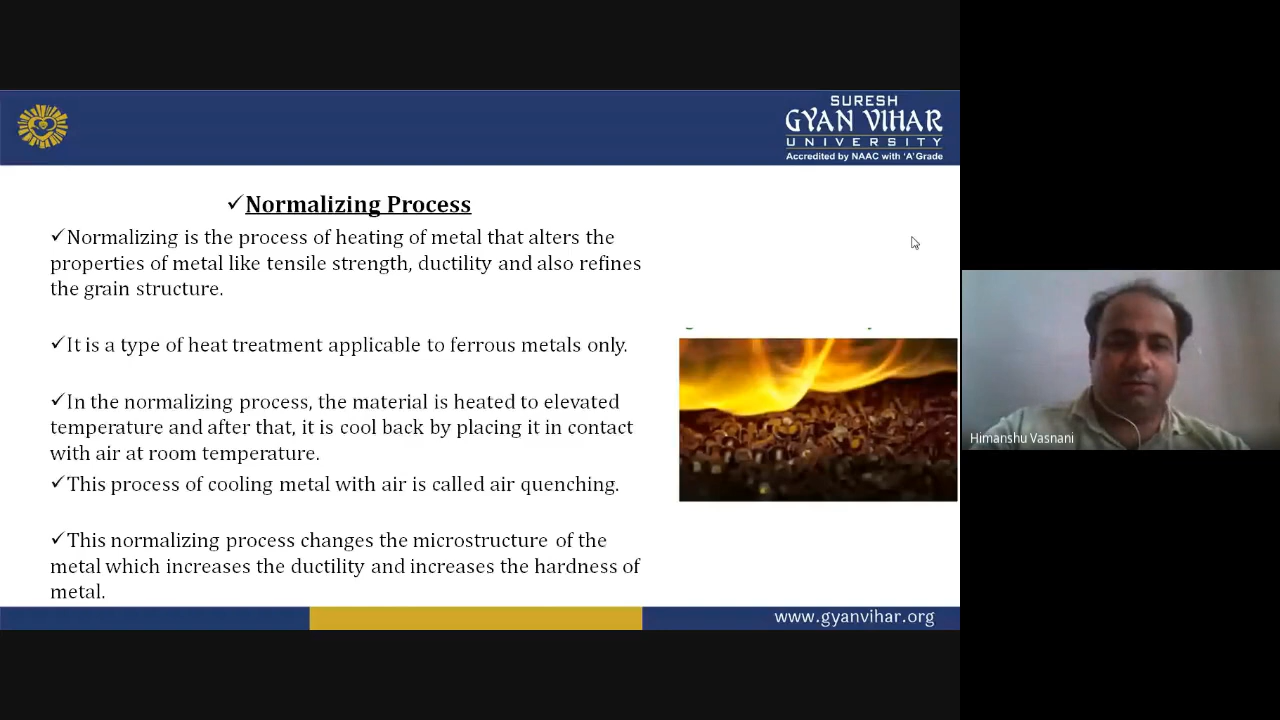 SURESH
GYAN VIHAR
UNIVERSITY
Accredited by NAAC with 'A' Grade
✓Normalizing Process
✓Normalizing is the process of heating of metal that alters the
properties of metal like tensile strength, ductility and also refines
the grain structure.
✓It is a type of heat treatment applicable to ferrous metals only.
✓In the normalizing process, the material is heated to elevated
temperature and after that, it is cool back by placing it in contact
with air at room temperature.
✓This process of cooling metal with air is called air quenching.
✓This normalizing process changes the microstructure of the
metal which increases the ductility and increases the hardness of
metal.
www.gyanvihar.org
Himanshu Vasnani